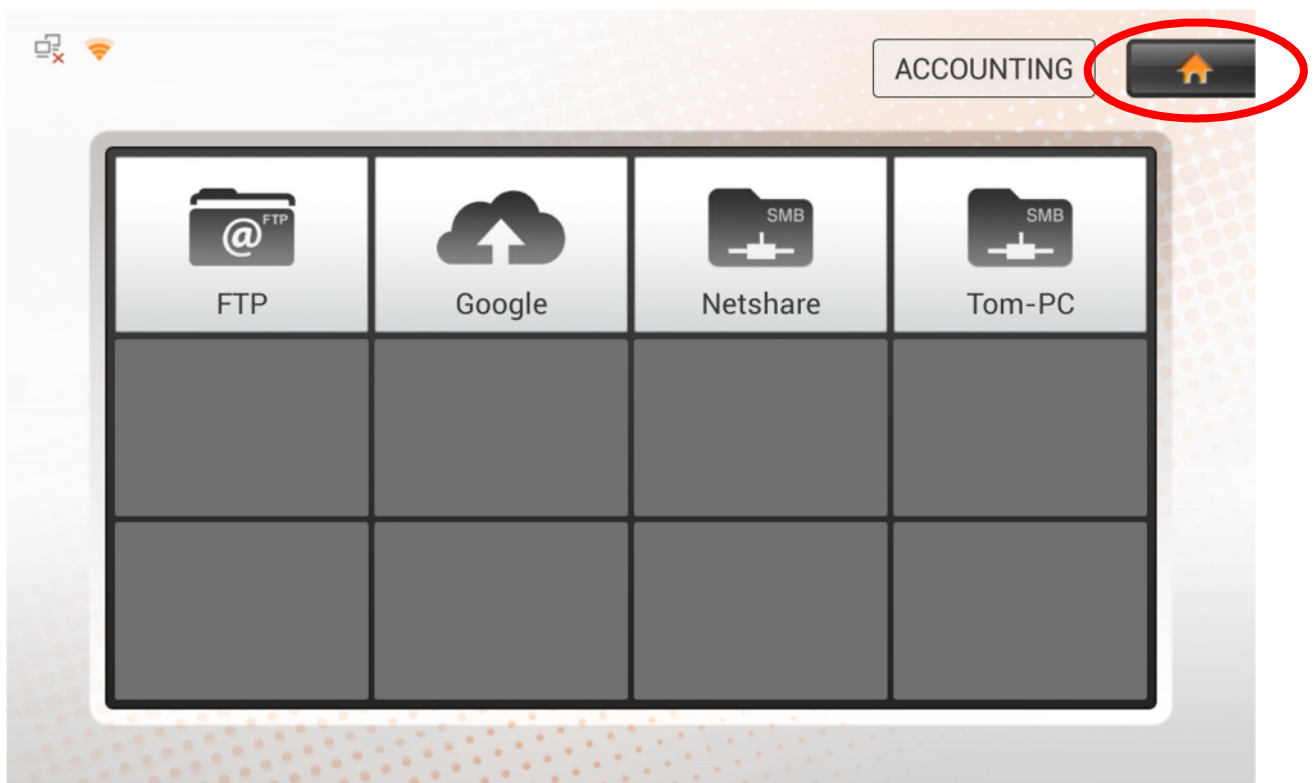 ACCOUNTING
@ FTP
SMB
SMB
FTP
Google
Netshare
Tom-PC